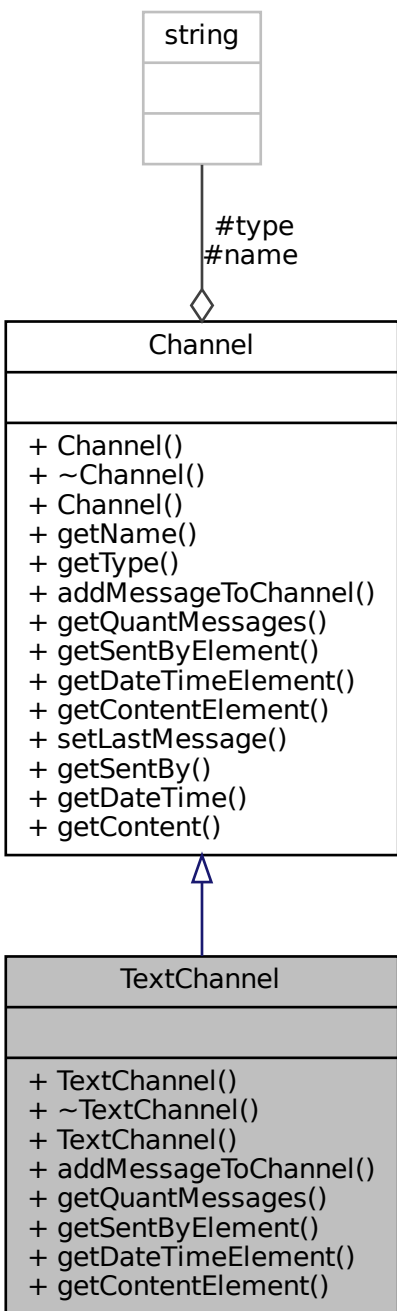 string
#type
#name
Channel
+ Channel()
+ ~Channel()
+ Channel()
+ getName()
+ getType()
+ addMessageToChannel()
+ getQuantMessages()
+ getSentByElement()
+ getDateTimeElement()
+ getContentElement()
+ setLastMessage()
+ getSentBy()
+ getDateTime()
+ getContent()
TextChannel
+ TextChannel()
+ ~TextChannel()
+ TextChannel()
+ addMessageToChannel()
+ getQuantMessages()
+ getSentByElement()
+ getDateTimeElement()
+ getContentElement()